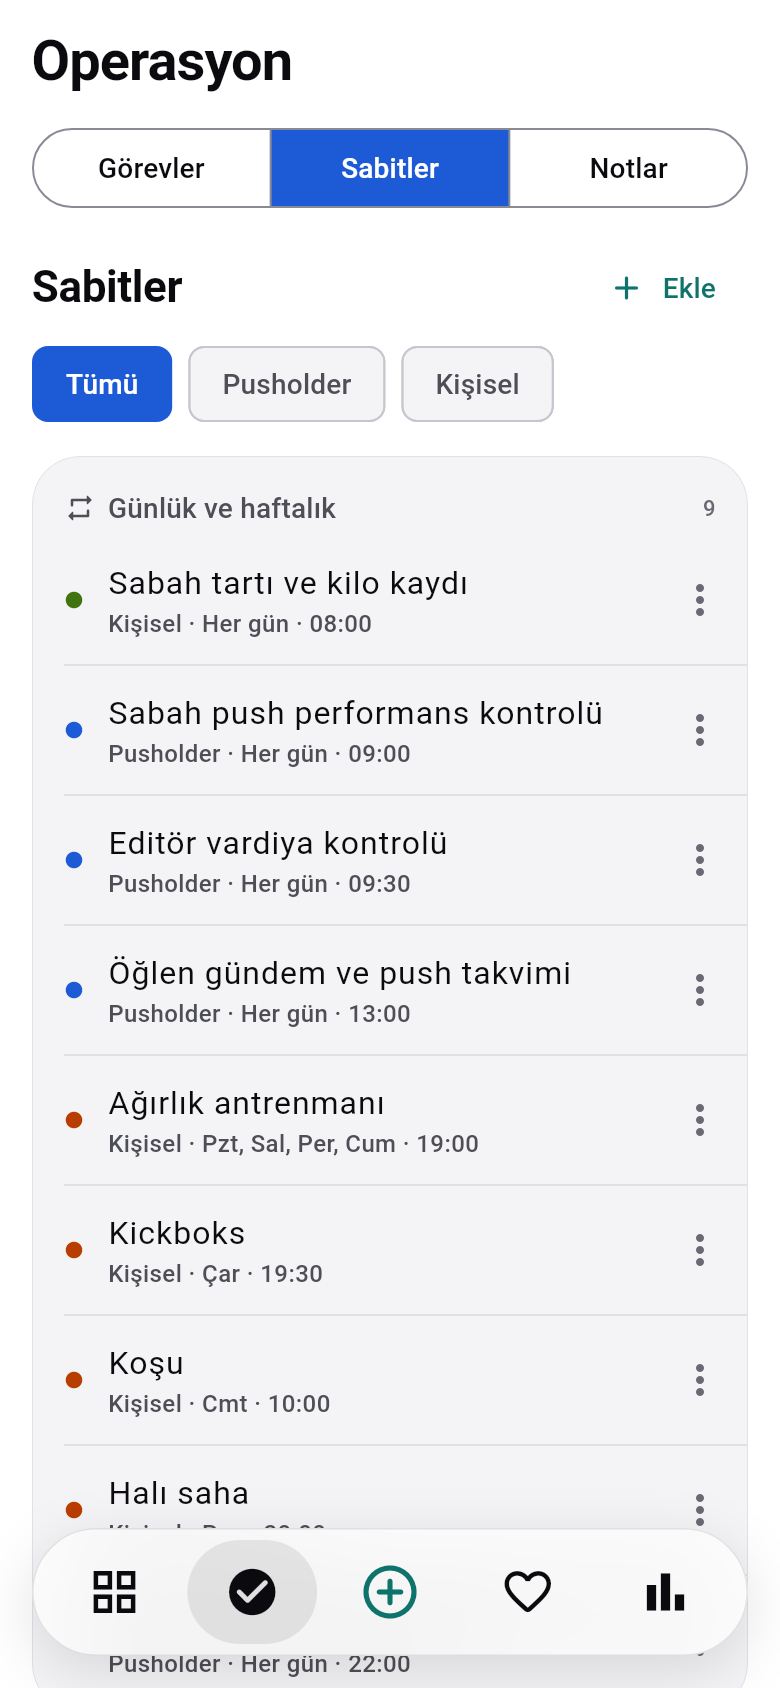 Operasyon
Görevler
Sabitler
Notlar
Sabitler
Ekle
Tümü
Pusholder
Kişisel
Günlük ve haftalık
9
Sabah tartı ve kilo kaydı
Kişisel · Her gün · 08:00
Sabah push performans kontrolü
Pusholder · Her gün · 09:00
Editör vardiya kontrolü
Pusholder · Her gün · 09:30
Öğlen gündem ve push takvimi
Pusholder · Her gün · 13:00
Ağırlık antrenmanı
Kişisel · Pzt, Sal, Per, Cum · 19:00
Kickboks
Kişisel · Çar · 19:30
Koşu
Kişisel · Cmt · 10:00
Halı saha
Pusholder · Her gün · 22:00